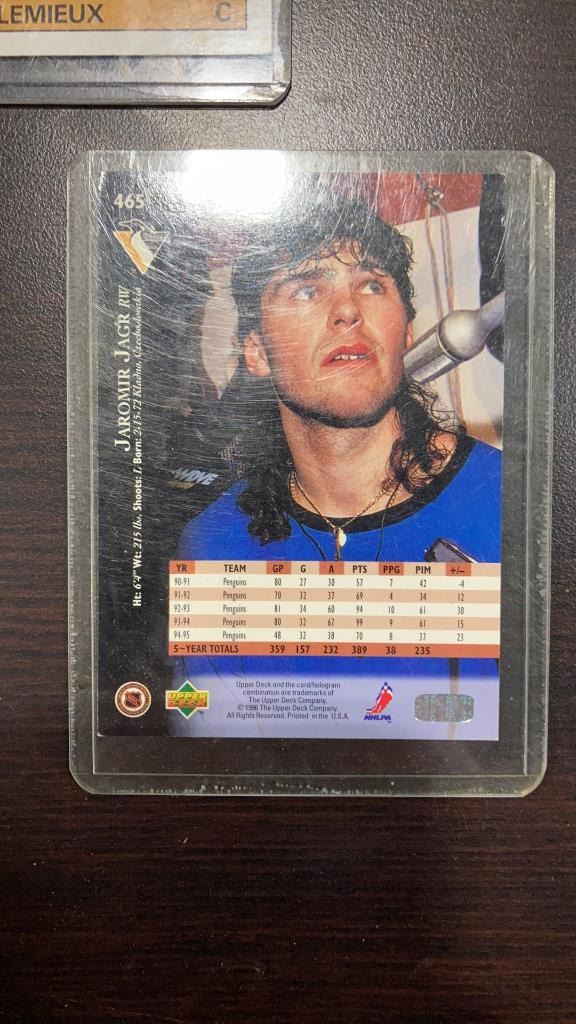 LEMIEUX C
465
JAROMIR JAGR RW
Ht: 6'4" Wt: 215 lbs. Shoots: L Born: 2-15-72 Kladno, Czechoslovakia
YR TEAM GP G A PTS PPG PIM +/–
90-91 Penguins 80 27 30 57 7 42 -4
91-92 Penguins 70 32 37 69 4 34 12
92-93 Penguins 81 34 60 94 10 61 30
93-94 Penguins 80 32 67 99 9 61 15
94-95 Penguins 48 32 38 70 8 37 23
5~YEAR TOTALS 359 157 232 389 38 235
Upper Deck and the card/hologram
combination are trademarks of
The Upper Deck Company.
© 1996 The Upper Deck Company.
All Rights Reserved. Printed in the U.S.A.
UPPER
DECK
NHLPA